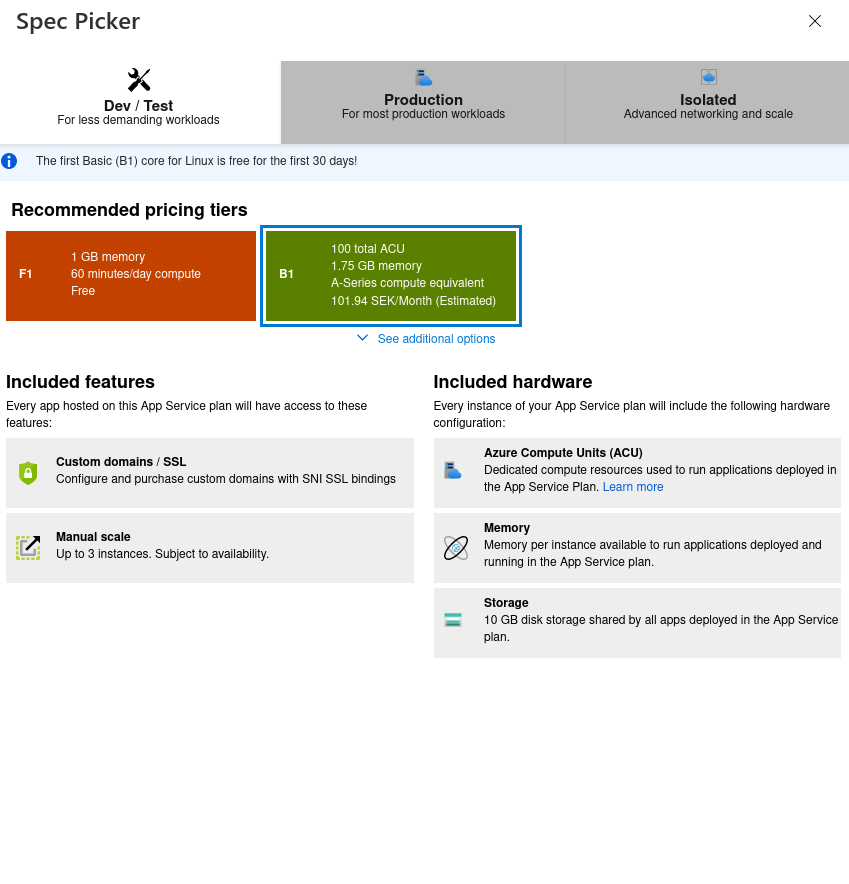 Spec Picker
Dev / Test
For less demanding workloads
Production
For most production workloads
Isolated
Advanced networking and scale
The first Basic (B1) core for Linux is free for the first 30 days!
Recommended pricing tiers
F1
1 GB memory
60 minutes/day compute
Free
B1
100 total ACU
1.75 GB memory
A-Series compute equivalent
101.94 SEK/Month (Estimated)
See additional options
Included features
Every app hosted on this App Service plan will have access to these
features:
Custom domains / SSL
Configure and purchase custom domains with SNI SSL bindings
Manual scale
Up to 3 instances. Subject to availability.
Included hardware
Every instance of your App Service plan will include the following hardware
configuration:
Azure Compute Units (ACU)
Dedicated compute resources used to run applications deployed in
the App Service Plan. Learn more
Memory
Memory per instance available to run applications deployed and
running in the App Service plan.
Storage
10 GB disk storage shared by all apps deployed in the App Service
plan.